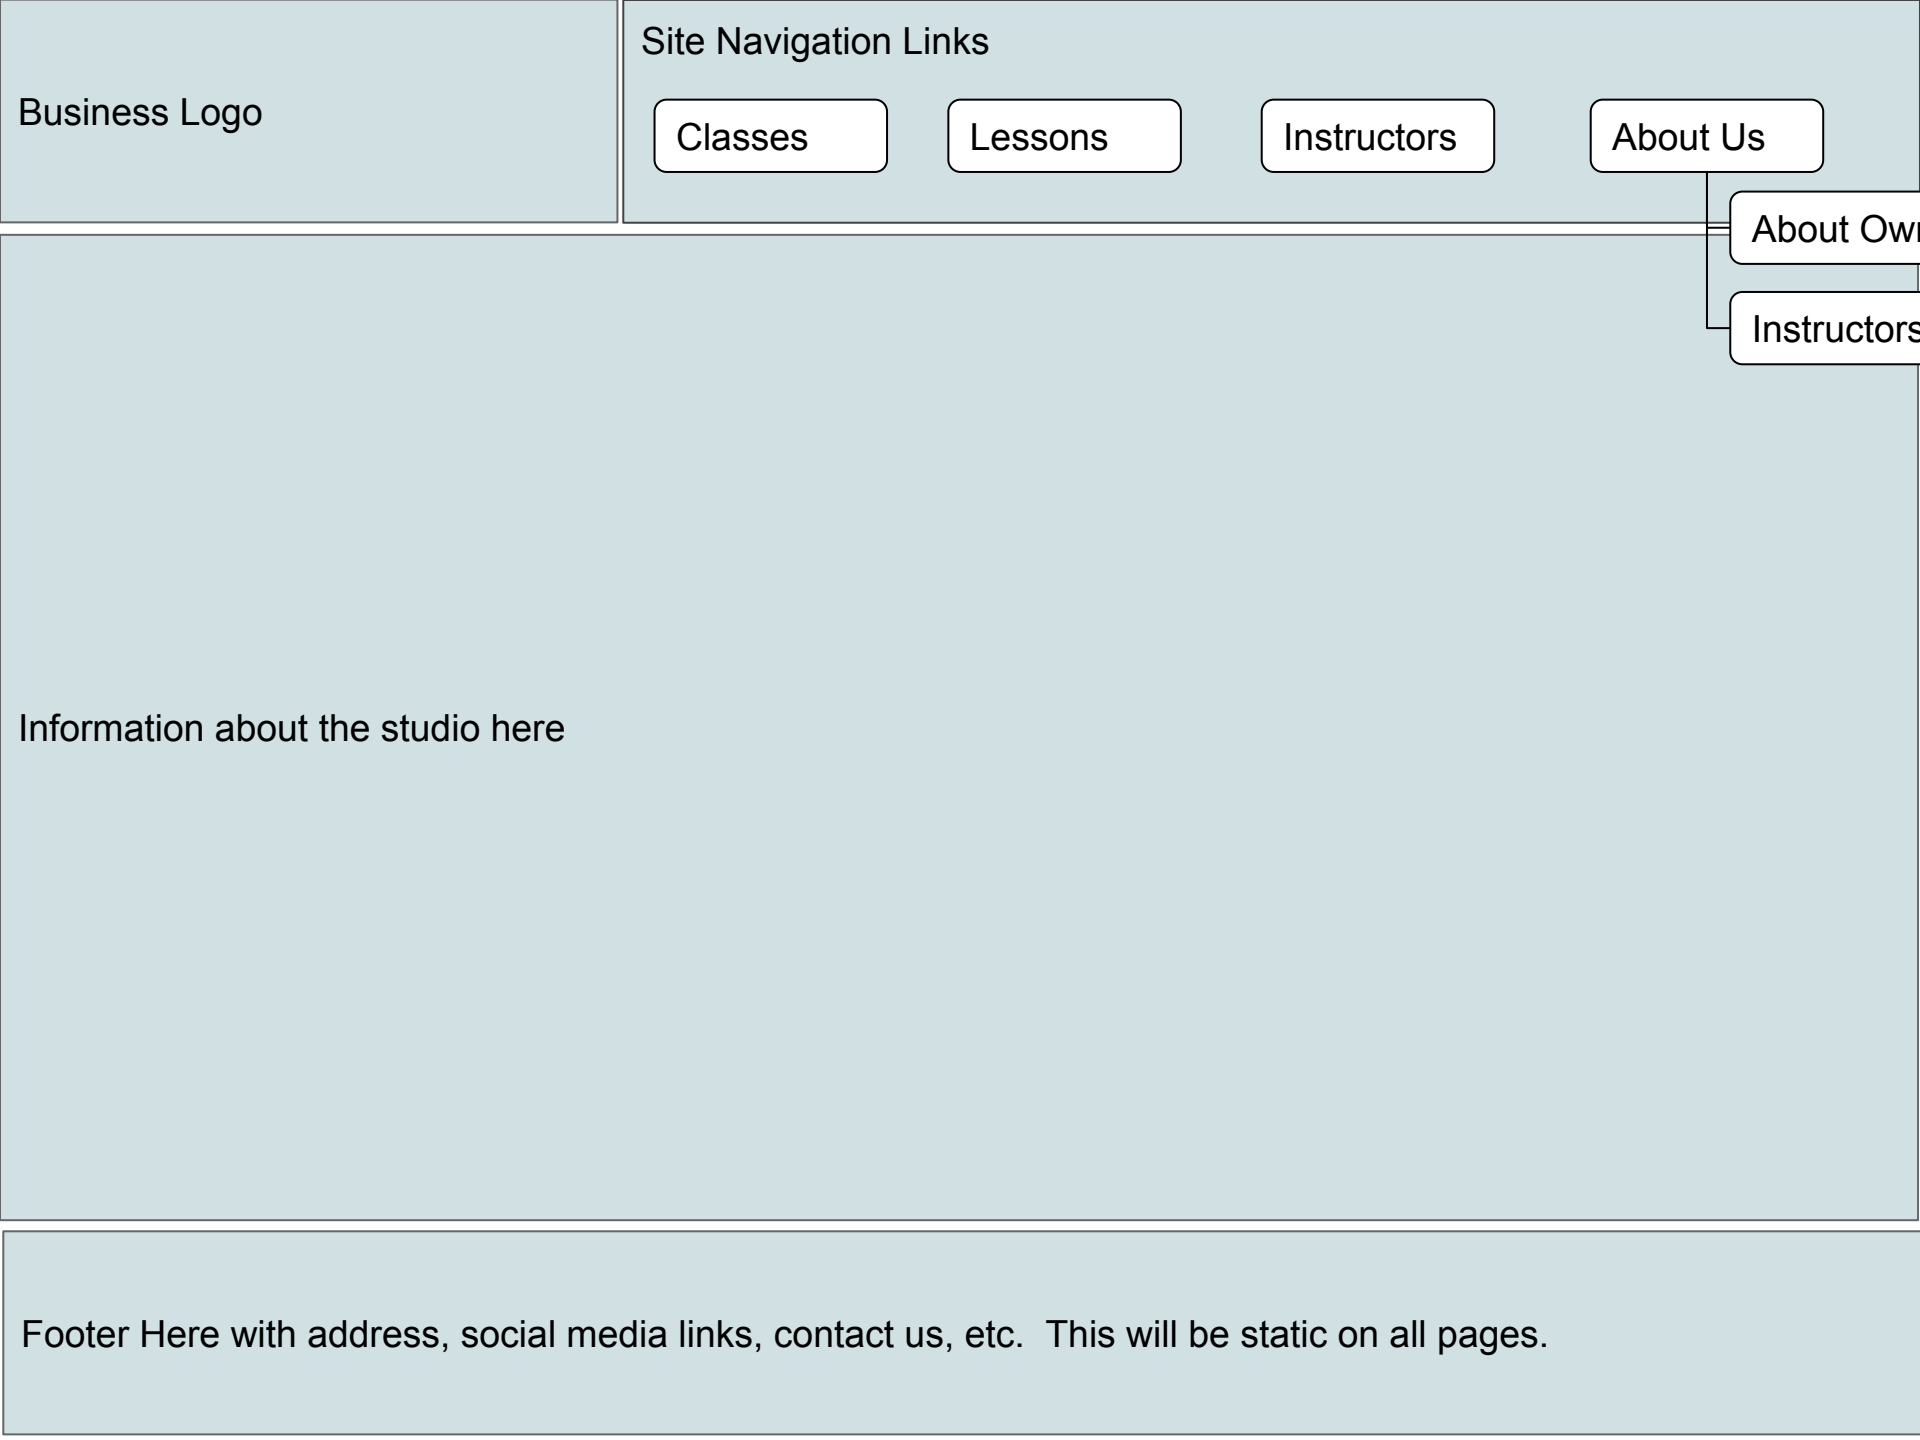 Site Navigation Links
Business Logo
Classes
Lessons
Instructors
About Us
About
Instructors
Information about the studio here
Footer Here with address, social media links, contact us, etc.  This will be static on all pages.